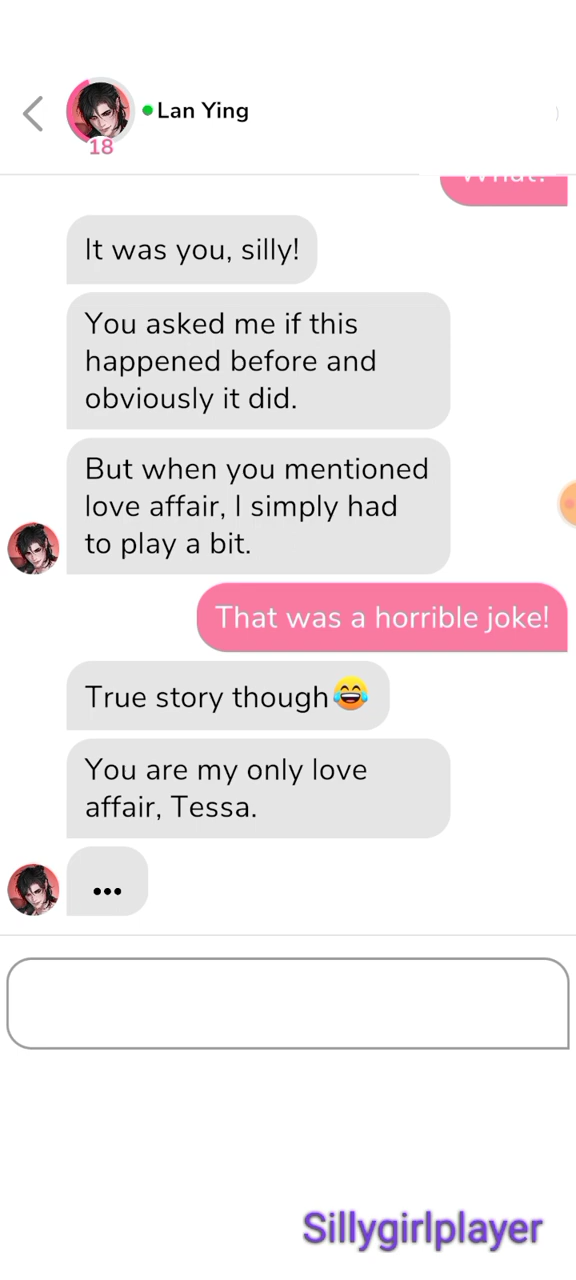 Lan Ying
18
What?
It was you, silly!
You asked me if this
happened before and
obviously it did.
But when you mentioned
love affair, I simply had
to play a bit.
That was a horrible joke!
True story though😂
You are my only love
affair, Tessa.
...
Sillygirlplayer